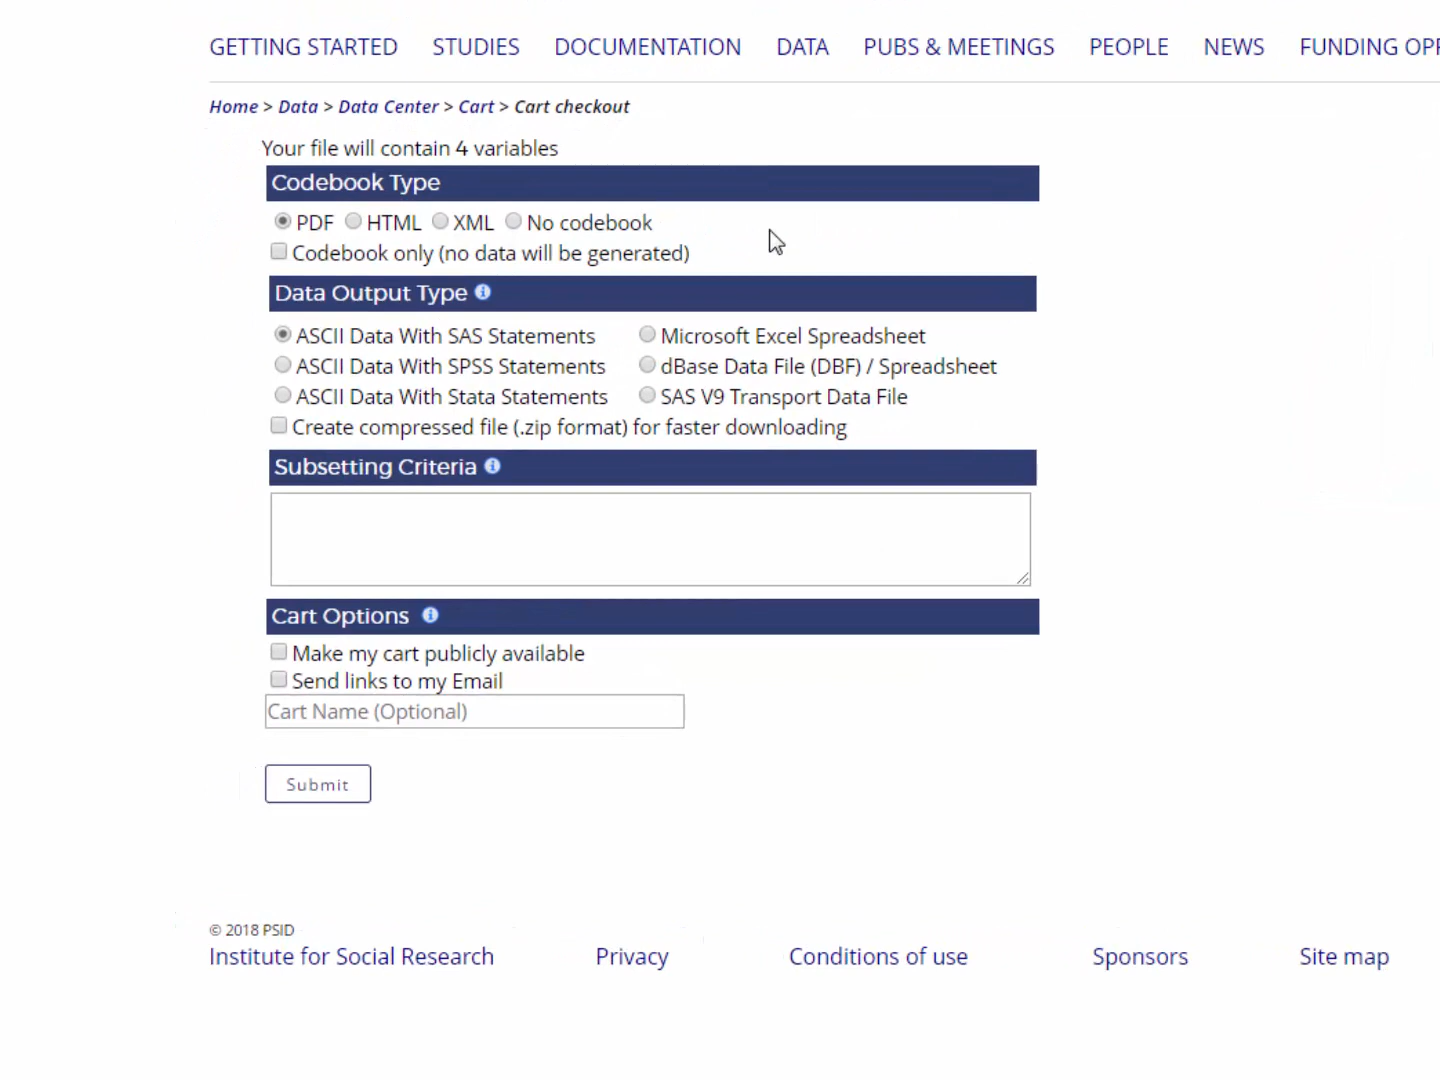 GETTING STARTED STUDIES DOCUMENTATION DATA PUBS & MEETINGS PEOPLE NEWS FUNDING OPP
Home > Data > Data Center > Cart > Cart checkout
Your file will contain 4 variables
Codebook Type
PDF HTML XML No codebook
Codebook only (no data will be generated)
Data Output Type
ASCII Data With SAS Statements Microsoft Excel Spreadsheet
ASCII Data With SPSS Statements dBase Data File (DBF) / Spreadsheet
ASCII Data With Stata Statements SAS V9 Transport Data File
Create compressed file (.zip format) for faster downloading
Subsetting Criteria
Cart Options
Make my cart publicly available
Send links to my Email
Cart Name (Optional)
Submit
© 2018 PSID
Institute for Social Research Privacy Conditions of use Sponsors Site map